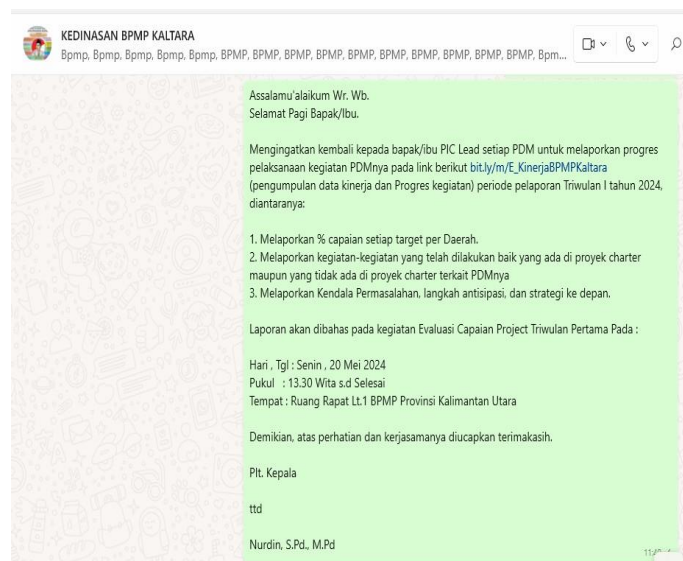 KEDINASAN BPMP KALTARA
Bpmp, Bpmp, Bpmp, Bpmp, Bpmp, BPMP, BPMP, BPMP, BPMP, BPMP, BPMP, BPMP, BPMP, BPMP, BPMP, Bpm...
Assalamu'alaikum Wr. Wb.
Selamat Pagi Bapak/Ibu.
Mengingatkan kembali kepada bapak/ibu PIC Lead setiap PDM untuk melaporkan progres
pelaksanaan kegiatan PDMnya pada link berikut bit.ly/m/E_KinerjaBPMPKaltara
(pengumpulan data kinerja dan Progres kegiatan) periode pelaporan Triwulan I tahun 2024,
diantaranya:
1. Melaporkan % capaian setiap target per Daerah.
2. Melaporkan kegiatan-kegiatan yang telah dilakukan baik yang ada di proyek charter
maupun yang tidak ada di proyek charter terkait PDMnya
3. Melaporkan Kendala Permasalahan, langkah antisipasi, dan strategi ke depan.
Laporan akan dibahas pada kegiatan Evaluasi Capaian Project Triwulan Pertama Pada :
Hari , Tgl : Senin , 20 Mei 2024
Pukul : 13.30 Wita s.d Selesai
Tempat : Ruang Rapat Lt.1 BPMP Provinsi Kalimantan Utara
Demikian, atas perhatian dan kerjasamanya diucapkan terimakasih.
Plt. Kepala
ttd
Nurdin, S.Pd., M.Pd